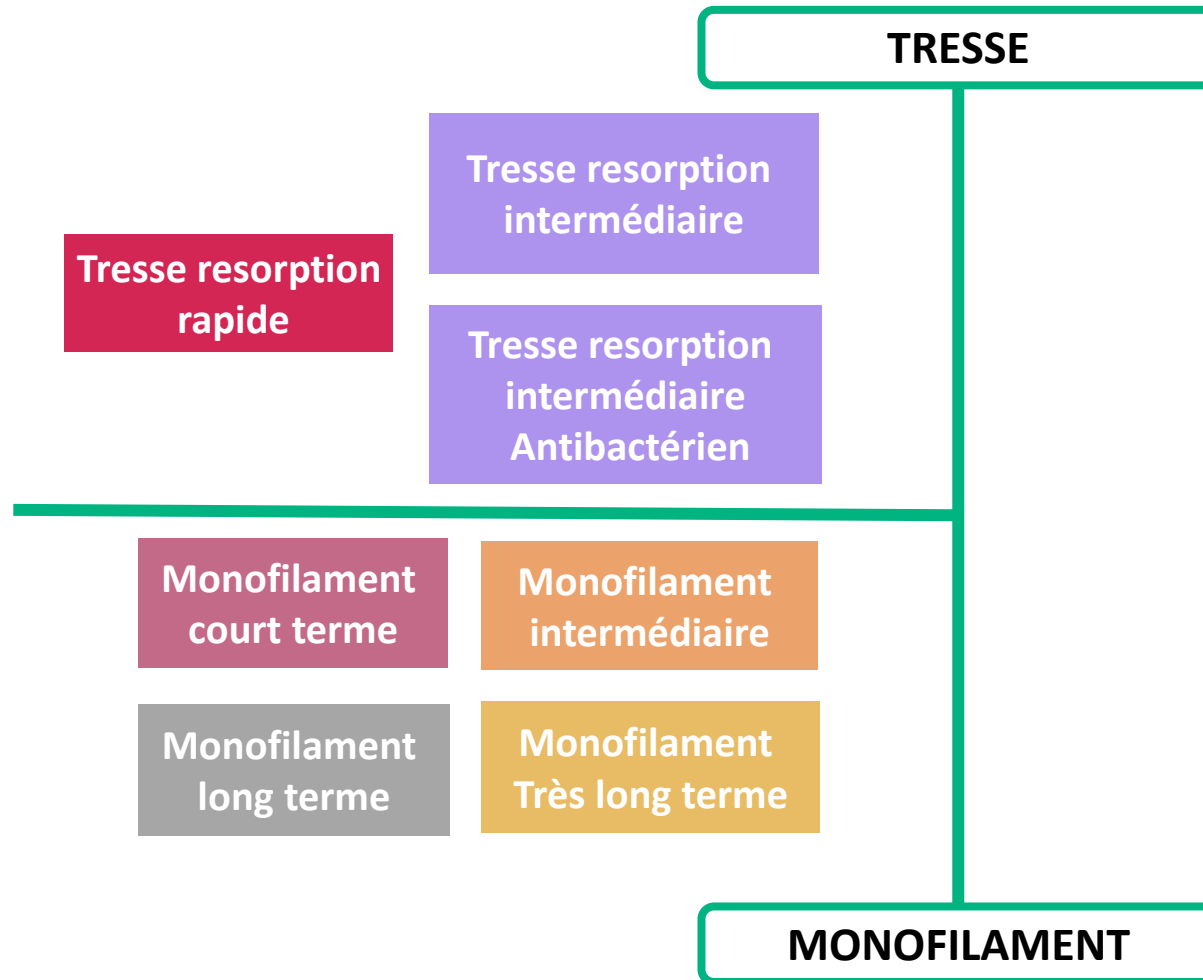 TRESSE
Tresse resorption
intermédiaire
Tresse resorption
rapide
Tresse resorption
intermédiaire
Antibactérien
Monofilament
court terme
Monofilament
intermédiaire
Monofilament
long terme
Monofilament
Très long terme
MONOFILAMENT